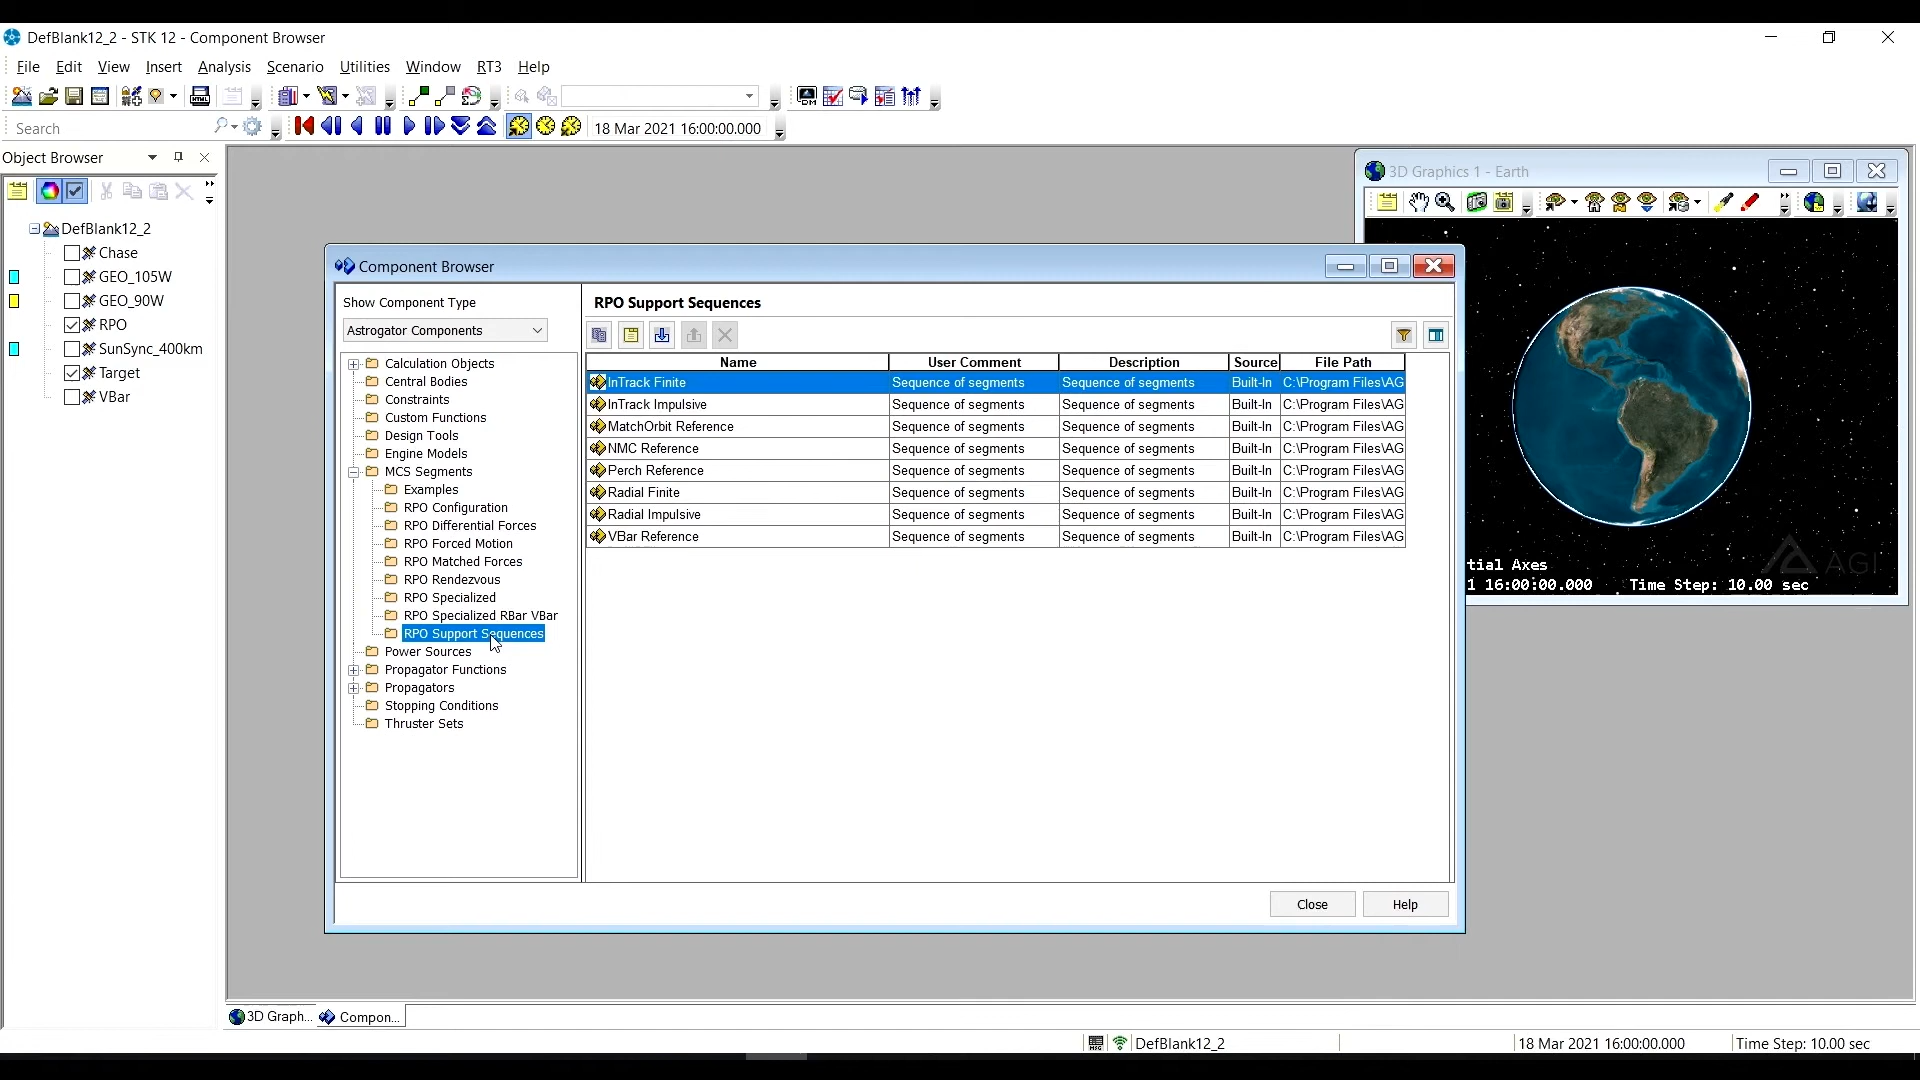 DefBlank12_2 - STK 12 - Component Browser
File Edit View Insert Analysis Scenario Utilities Window RT3 Help
Search
18 Mar 2021 16:00:00.000
Object Browser
DefBlank12_2
Chase
GEO_105W
GEO_90W
RPO
SunSync_400km
Target
VBar
3D Graphics 1 - Earth
tial Axes
1 16:00:00.000 Time Step: 10.00 sec
AGI
Component Browser
Show Component Type
Astrogator Components
Calculation Objects
Central Bodies
Constraints
Custom Functions
Design Tools
Engine Models
MCS Segments
Examples
RPO Configuration
RPO Differential Forces
RPO Forced Motion
RPO Matched Forces
RPO Rendezvous
RPO Specialized
RPO Specialized RBar VBar
RPO Support Sequences
Power Sources
Propagator Functions
Propagators
Stopping Conditions
Thruster Sets
RPO Support Sequences
Name User Comment Description Source File Path
InTrack Finite Sequence of segments Sequence of segments Built-In C:\Program Files\AG
InTrack Impulsive Sequence of segments Sequence of segments Built-In C:\Program Files\AG
MatchOrbit Reference Sequence of segments Sequence of segments Built-In C:\Program Files\AG
NMC Reference Sequence of segments Sequence of segments Built-In C:\Program Files\AG
Perch Reference Sequence of segments Sequence of segments Built-In C:\Program Files\AG
Radial Finite Sequence of segments Sequence of segments Built-In C:\Program Files\AG
Radial Impulsive Sequence of segments Sequence of segments Built-In C:\Program Files\AG
VBar Reference Sequence of segments Sequence of segments Built-In C:\Program Files\AG
Close Help
3D Graph... Compon...
DefBlank12_2 18 Mar 2021 16:00:00.000 Time Step: 10.00 sec